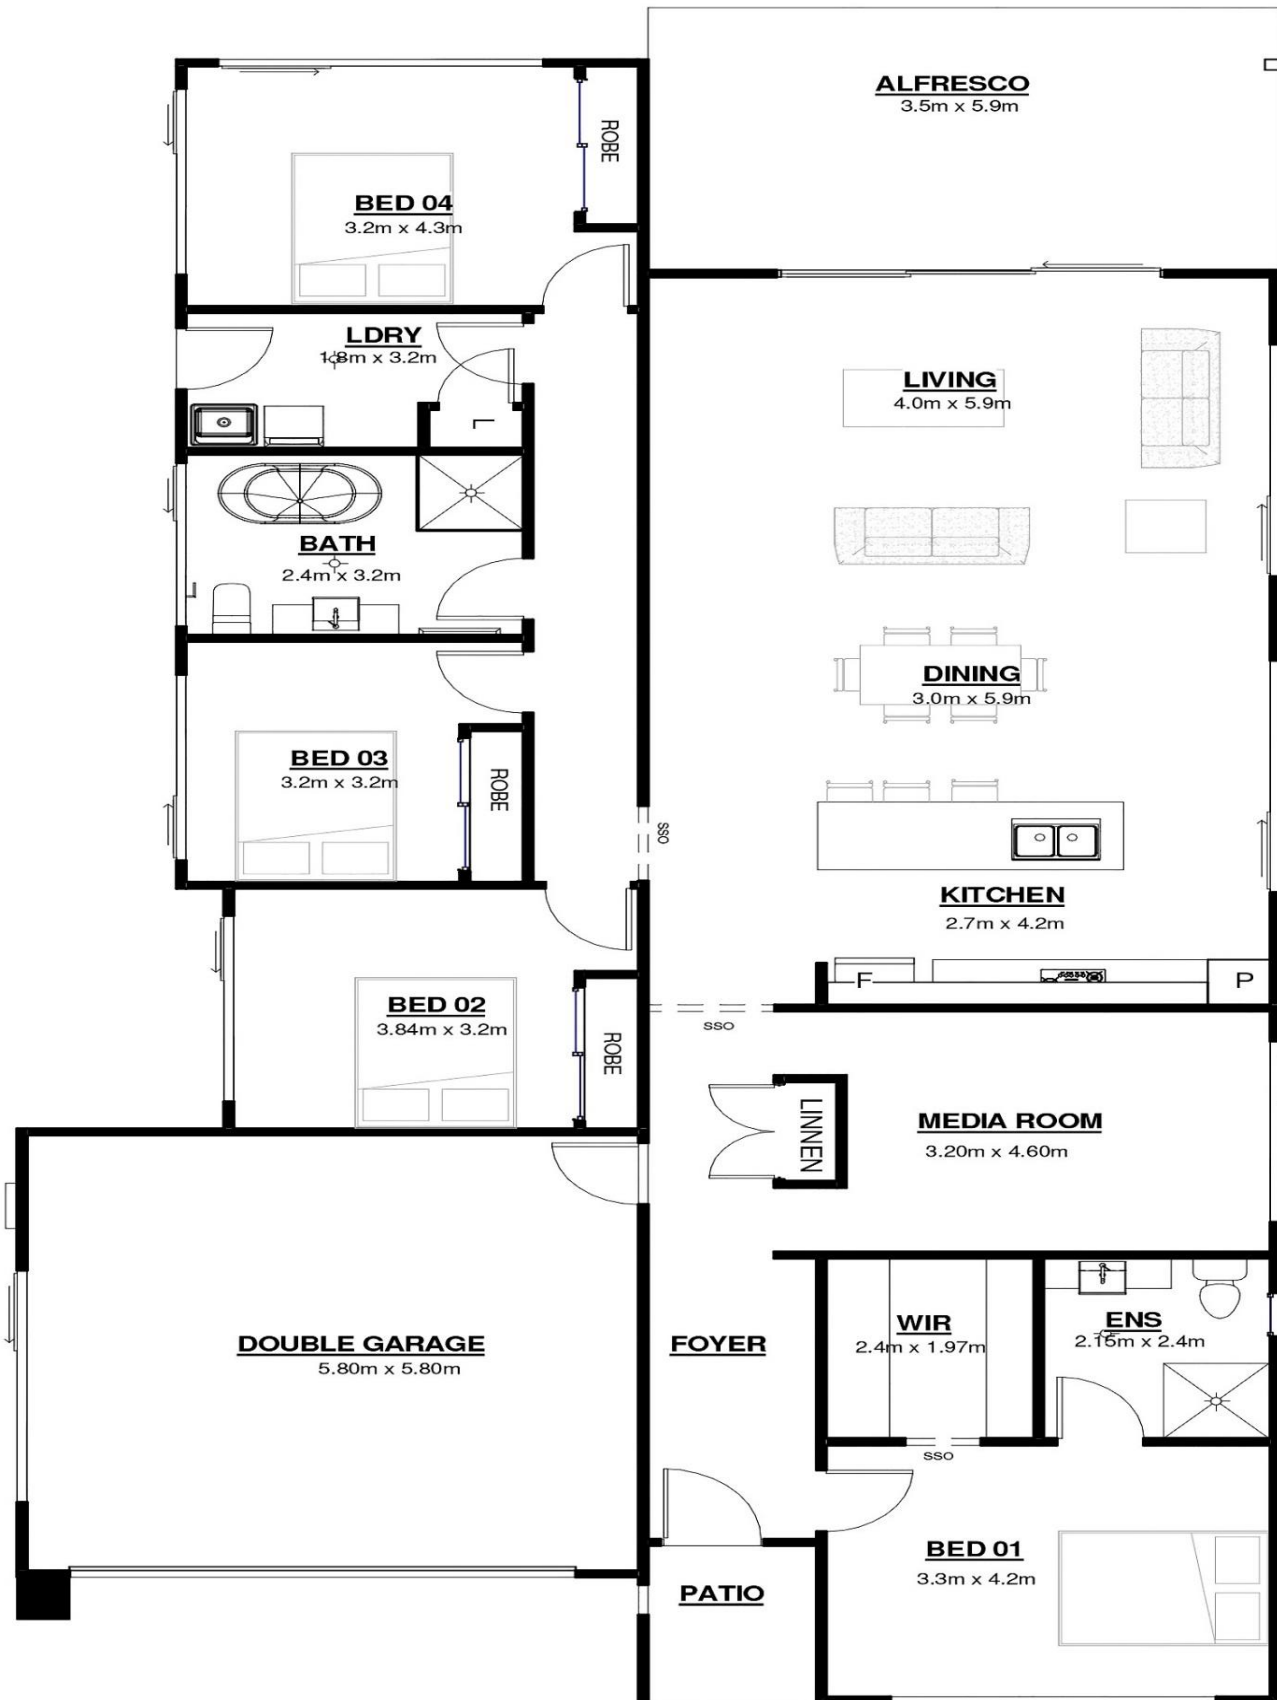 ALFRESCO
3.5m x 5.9m
ROBE
BED 04
3.2m x 4.3m
LDRY
1.8m x 3.2m
L
LIVING
4.0m x 5.9m
BATH
2.4m x 3.2m
DINING
3.0m x 5.9m
BED 03
3.2m x 3.2m
ROBE
SSO
KITCHEN
2.7m x 4.2m
F
P
BED 02
3.84m x 3.2m
ROBE
SSO
LINNEN
MEDIA ROOM
3.20m x 4.60m
DOUBLE GARAGE
5.80m x 5.80m
FOYER
WIR
2.4m x 1.97m
ENS
2.15m x 2.4m
SSO
BED 01
3.3m x 4.2m
PATIO